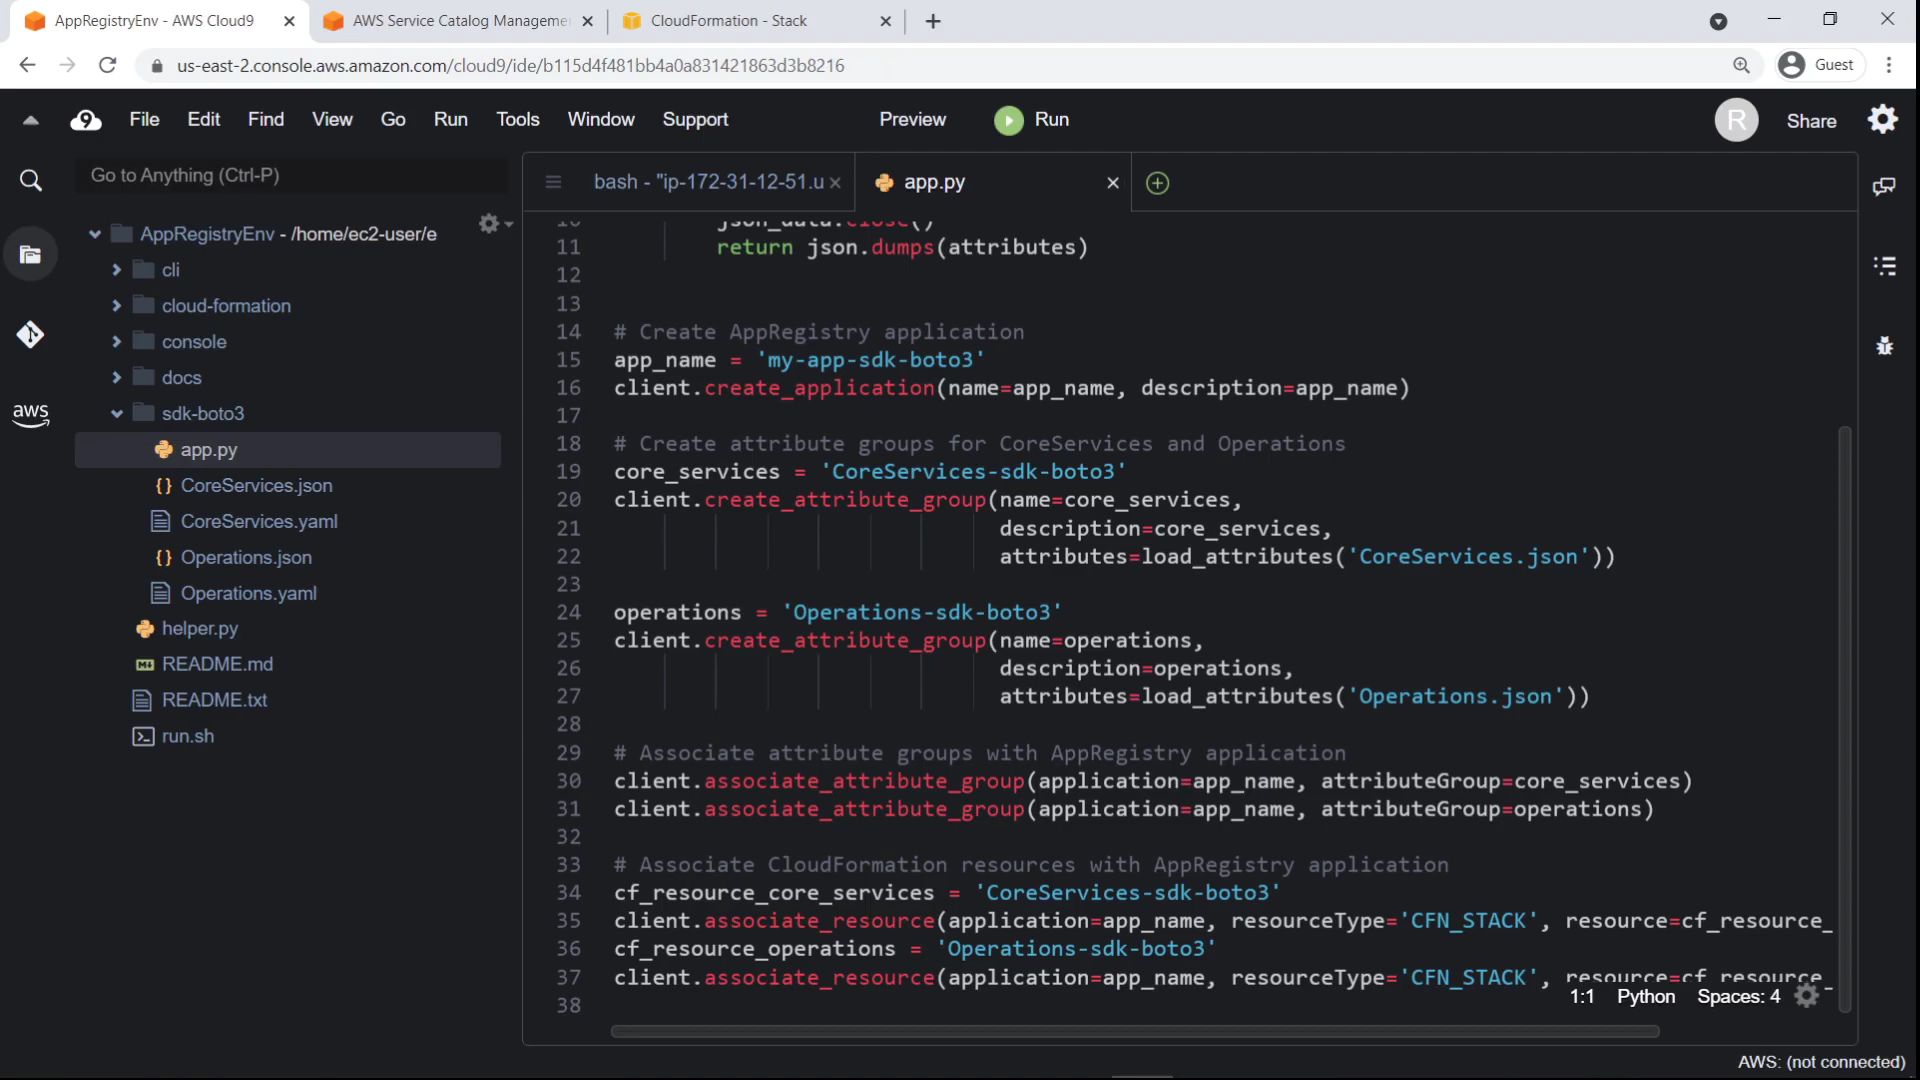 AppRegistryEnv - AWS Cloud9
AWS Service Catalog Manageme
CloudFormation - Stack
us-east-2.console.aws.amazon.com/cloud9/ide/b115d4f481bb4a0a831421863d3b8216
Guest
9 File Edit Find View Go Run Tools Window Support Preview Run R Share
Go to Anything (Ctrl-P)
bash - "ip-172-31-12-51.u
app.py
AppRegistryEnv - /home/ec2-user/e
cli
cloud-formation
console
docs
aws
sdk-boto3
app.py
{} CoreServices.json
CoreServices.yaml
{} Operations.json
Operations.yaml
helper.py
README.md
README.txt
run.sh
10 json_data.close()
11 return json.dumps(attributes)
12
13
14 # Create AppRegistry application
15 app_name = 'my-app-sdk-boto3'
16 client.create_application(name=app_name, description=app_name)
17
18 # Create attribute groups for CoreServices and Operations
19 core_services = 'CoreServices-sdk-boto3'
20 client.create_attribute_group(name=core_services,
21 description=core_services,
22 attributes=load_attributes('CoreServices.json'))
23
24 operations = 'Operations-sdk-boto3'
25 client.create_attribute_group(name=operations,
26 description=operations,
27 attributes=load_attributes('Operations.json'))
28
29 # Associate attribute groups with AppRegistry application
30 client.associate_attribute_group(application=app_name, attributeGroup=core_services)
31 client.associate_attribute_group(application=app_name, attributeGroup=operations)
32
33 # Associate CloudFormation resources with AppRegistry application
34 cf_resource_core_services = 'CoreServices-sdk-boto3'
35 client.associate_resource(application=app_name, resourceType='CFN_STACK', resource=cf_resource_
36 cf_resource_operations = 'Operations-sdk-boto3'
37 client.associate_resource(application=app_name, resourceType='CFN_STACK', resource=cf_resource_
38
1:1 Python Spaces: 4
AWS: (not connected)